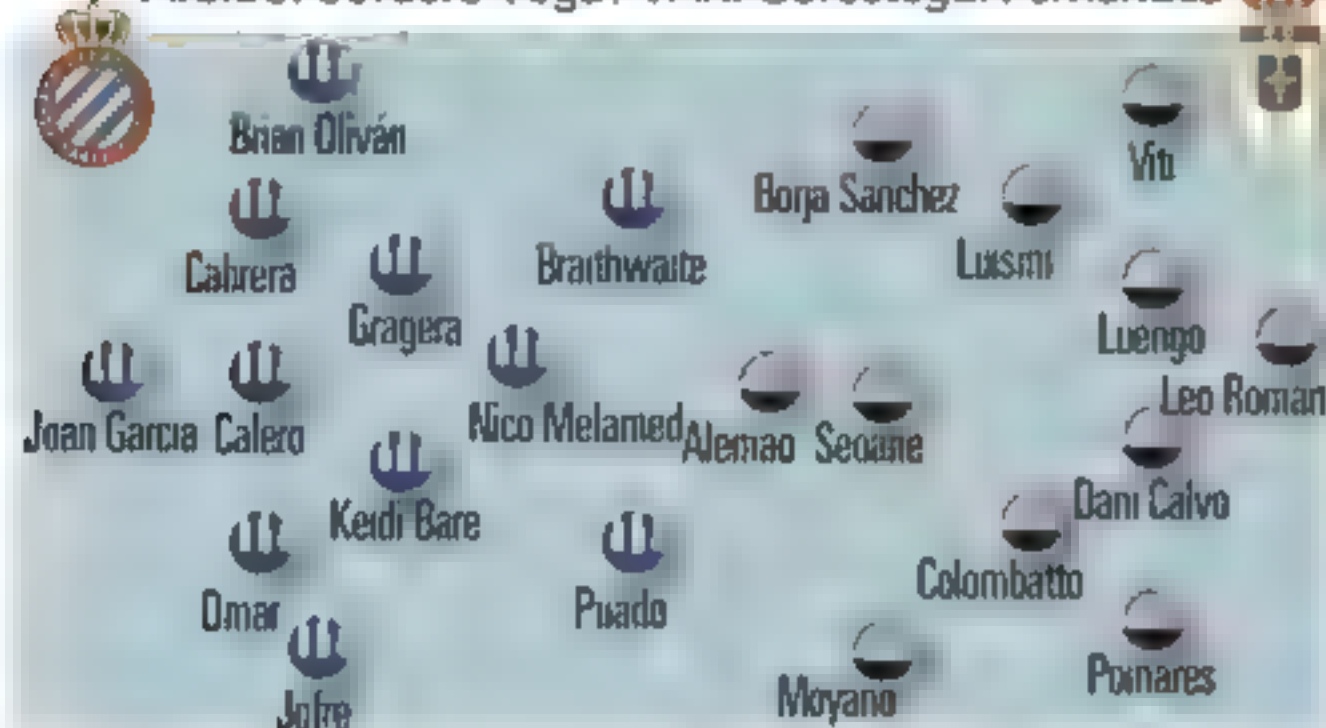 Brian Oliván
Borja Sanchez
Viti
Cabrera
Braithwaite
Luismi
Gragera
Luengo
Joan Garcia
Calero
Nico Melamed
Alemao
Seoane
Leo Roman
Keidi Bare
Dani Calvo
Omar
Puado
Colombatto
Jofre
Moyano
Pomares